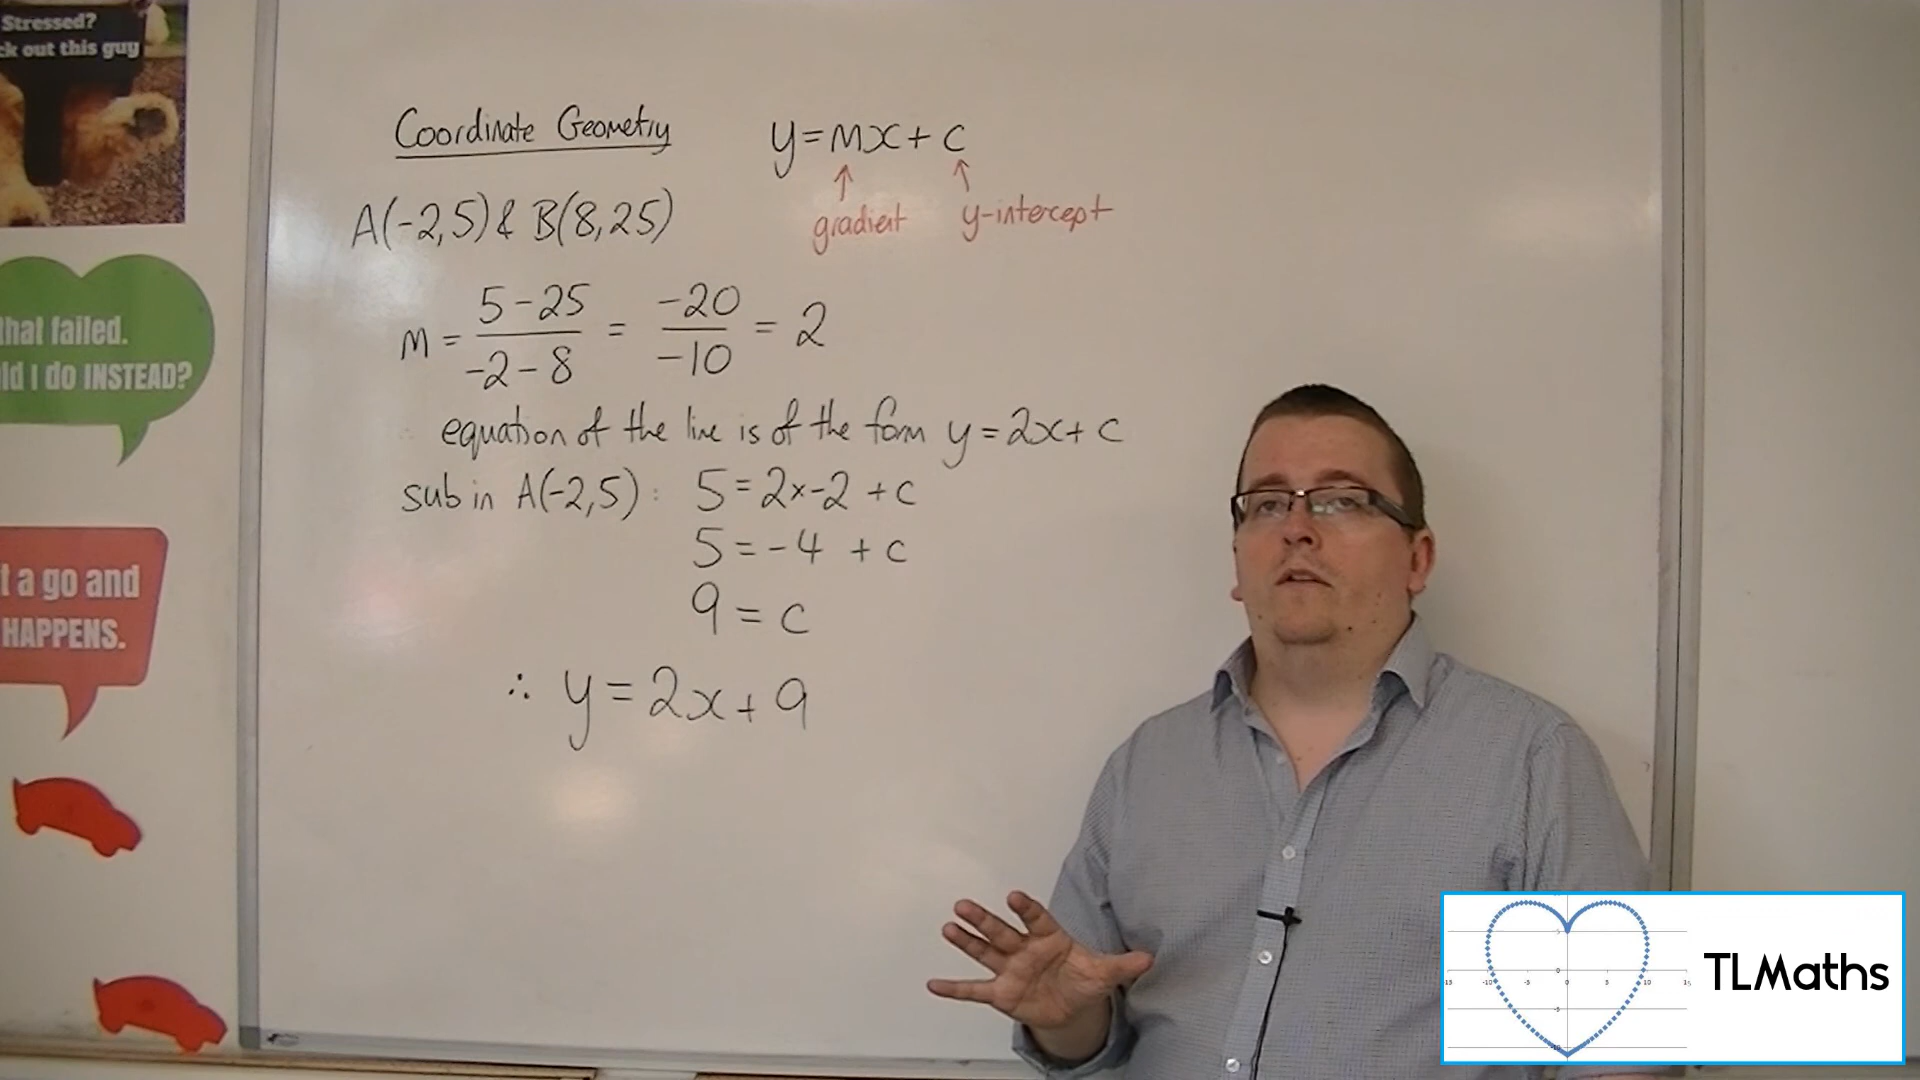 Stressed?
ck out this guy
that failed.
ld I do INSTEAD?
t a go and
HAPPENS.
Coordinate Geometry
y=mx+c
gradient
y-intercept
A(-2,5) & B(8,25)
m = 5-25 / -2-8 = -20 / -10 = 2
equation of the line is of the form y=2x+c
sub in A(-2,5): 5=2×-2+c
5=-4+c
9=c
∴ y=2x+9
TLMaths